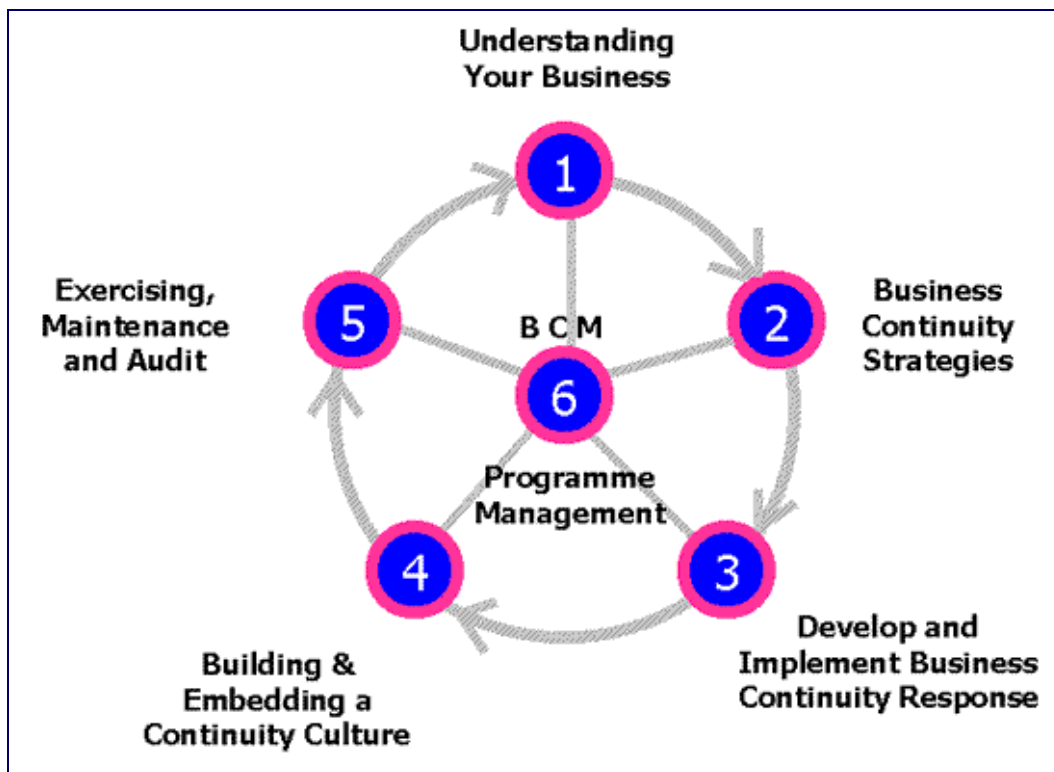 Understanding
Your Business
1
2
Business
Continuity
Strategies
3
Develop and
Implement Business
Continuity Response
4
Building &
Embedding a
Continuity Culture
5
Exercising,
Maintenance
and Audit
B C M
6
Programme
Management